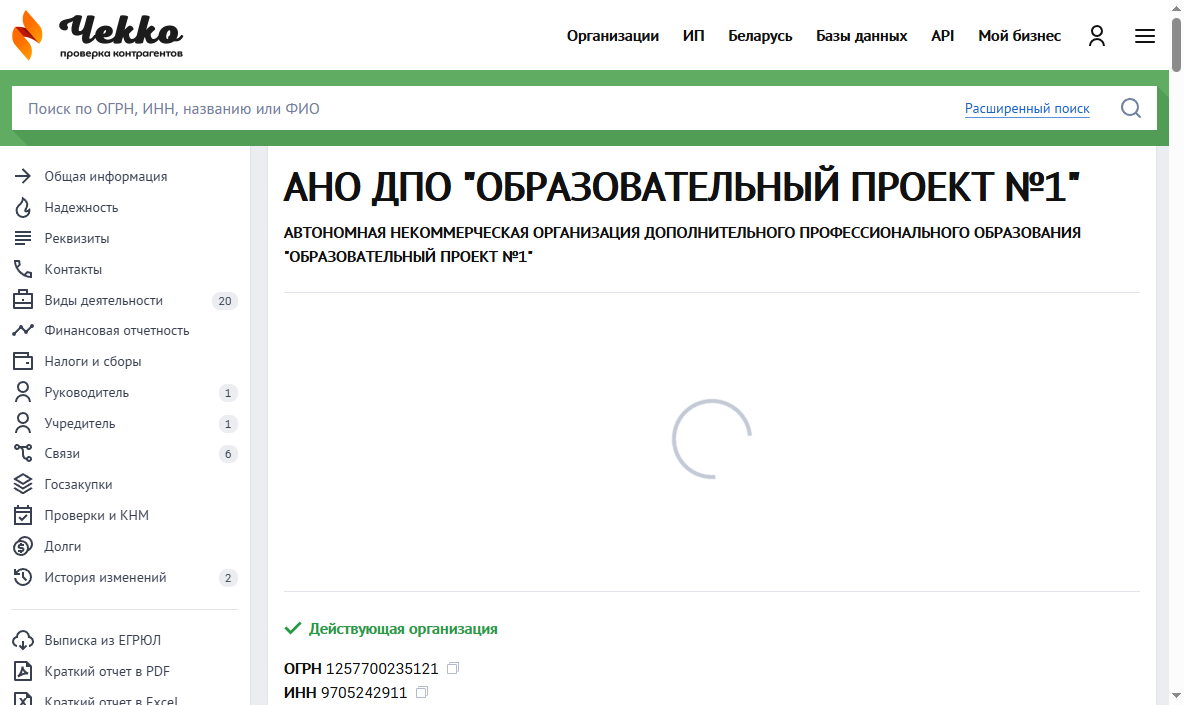 Чекко
проверка контрагентов
Организации ИП Беларусь Базы данных API Мой бизнес
Поиск по ОГРН, ИНН, названию или ФИО Расширенный поиск
Общая информация
Надежность
Реквизиты
Контакты
Виды деятельности 20
Финансовая отчетность
Налоги и сборы
Руководитель 1
Учредитель 1
Связи 6
Госзакупки
Проверки и КНМ
Долги
История изменений 2
Выписка из ЕГРЮЛ
Краткий отчет в PDF
Краткий отчет в Excel
АНО ДПО "ОБРАЗОВАТЕЛЬНЫЙ ПРОЕКТ №1"
АВТОНОМНАЯ НЕКОММЕРЧЕСКАЯ ОРГАНИЗАЦИЯ ДОПОЛНИТЕЛЬНОГО ПРОФЕССИОНАЛЬНОГО ОБРАЗОВАНИЯ
"ОБРАЗОВАТЕЛЬНЫЙ ПРОЕКТ №1"
Действующая организация
ОГРН 1257700235121
ИНН 9705242911